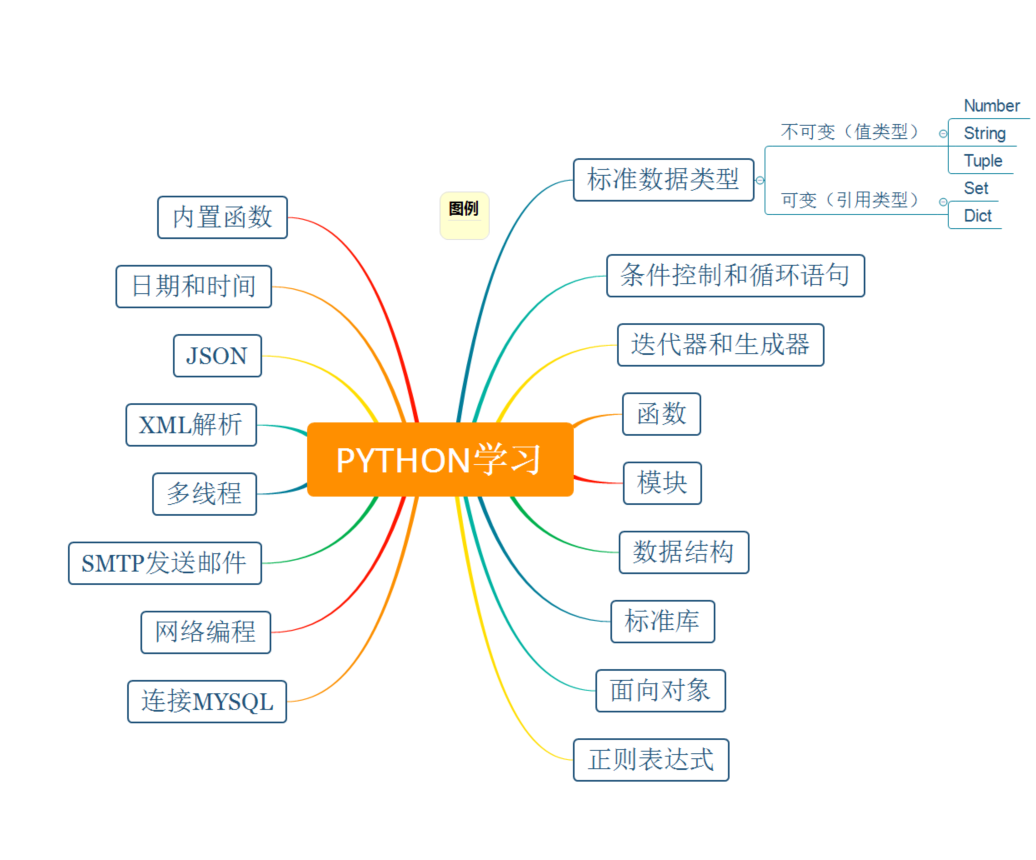 PYTHON学习
图例
标准数据类型
不可变（值类型）
Number
String
Tuple
可变（引用类型）
Set
Dict
条件控制和循环语句
迭代器和生成器
函数
模块
数据结构
标准库
面向对象
正则表达式
内置函数
日期和时间
JSON
XML解析
多线程
SMTP发送邮件
网络编程
连接MYSQL